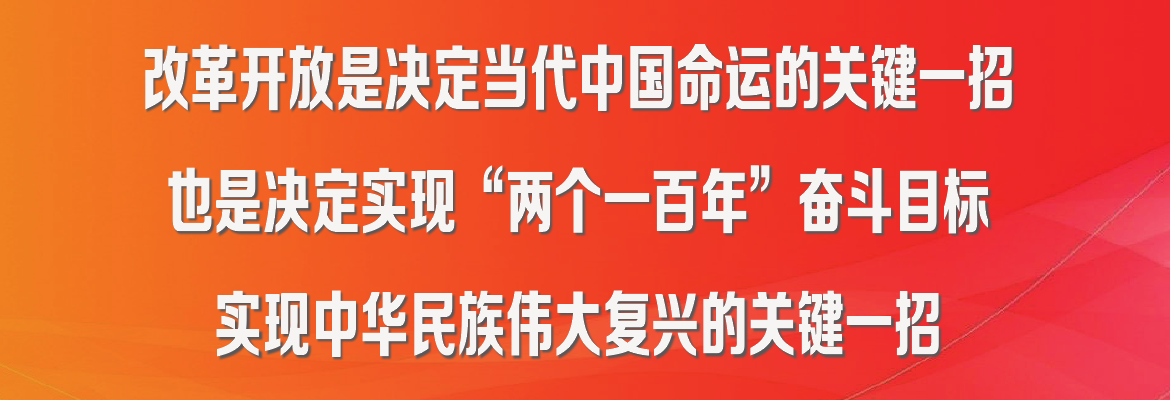 改革开放是决定当代中国命运的关键一招
也是决定实现“两个一百年”奋斗目标
实现中华民族伟大复兴的关键一招